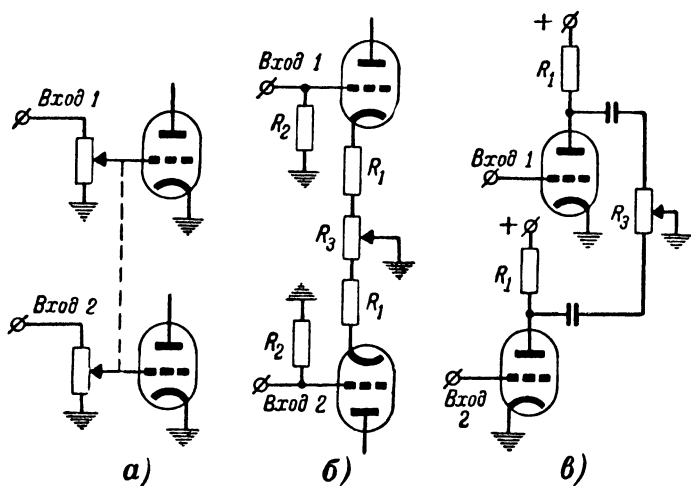 Вход 1
Вход 2
а)
Вход 1
R₂
R₁
R₃
R₁
R₂
Вход 2
б)
+
R₁
Вход 1
+
R₁
R₃
Вход
2
в)